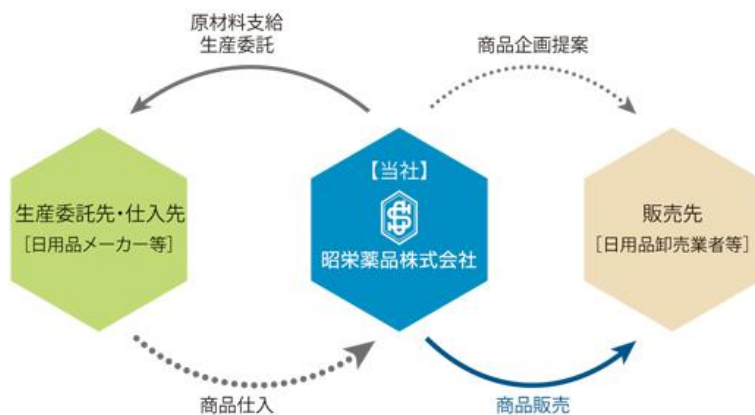 原材料支給
生産委託
商品企画提案
生産委託先・仕入先
[日用品メーカー等]
【当社】
昭栄薬品株式会社
販売先
[日用品卸売業者等]
商品仕入
商品販売